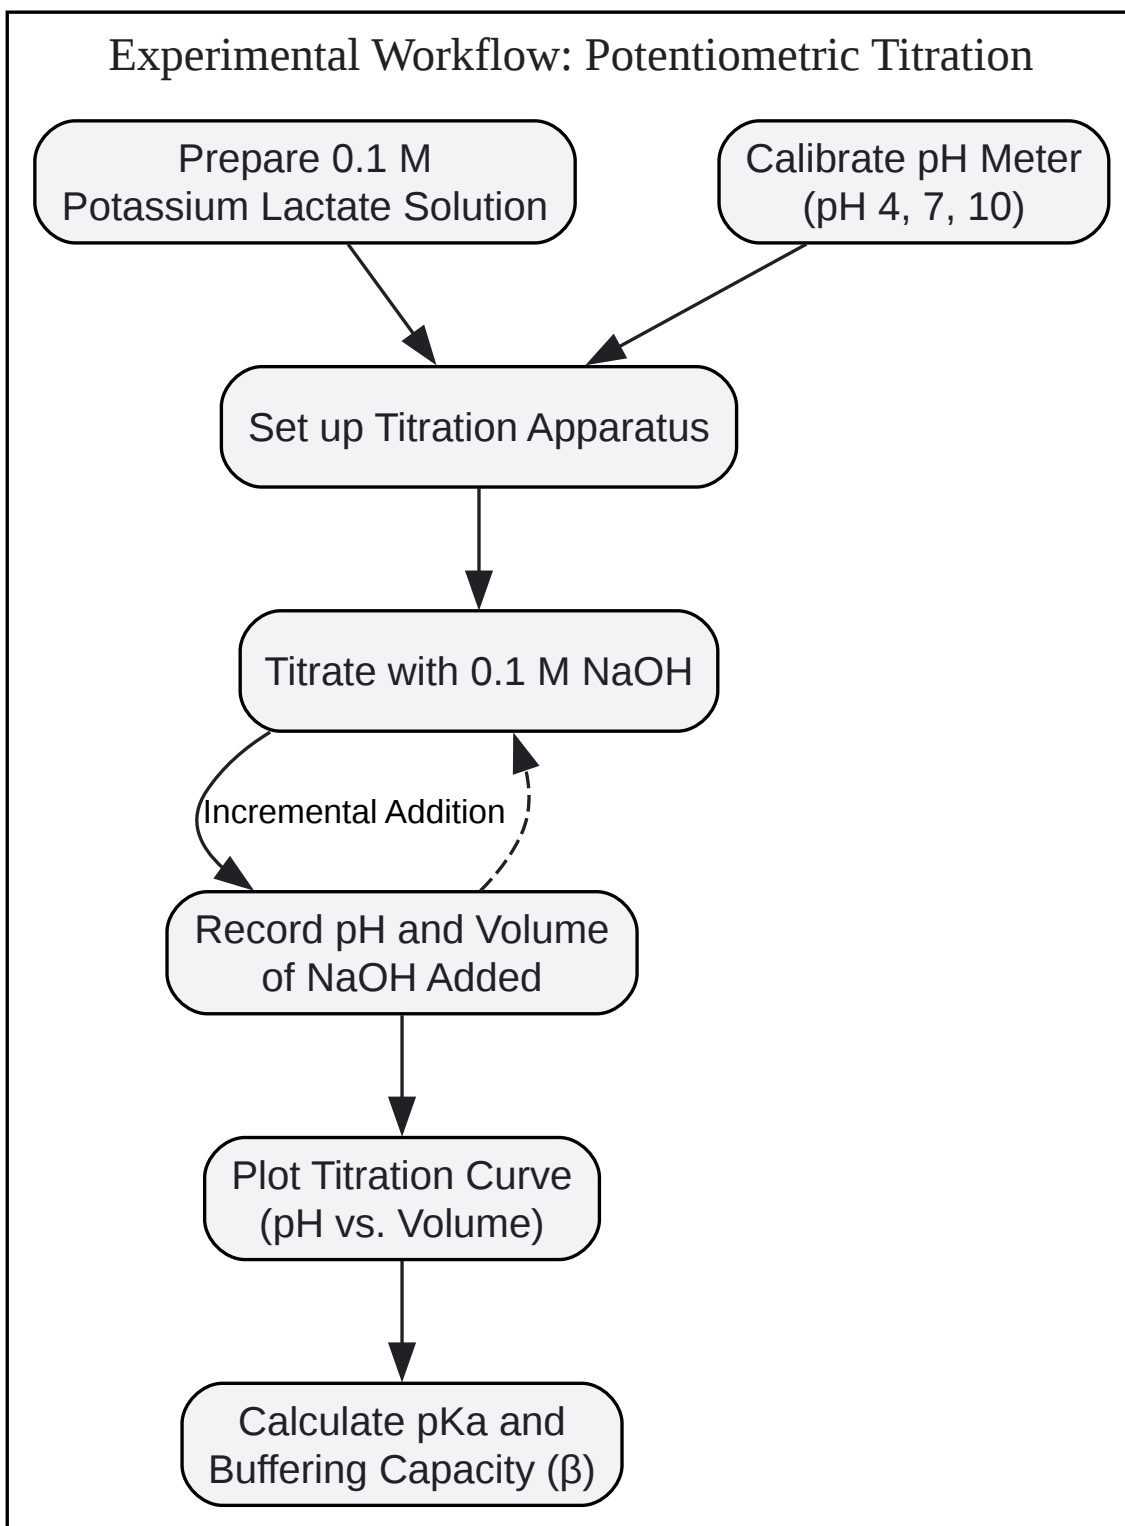 Experimental Workflow: Potentiometric Titration
Prepare 0.1 M
Potassium Lactate Solution
Calibrate pH Meter
(pH 4, 7, 10)
Set up Titration Apparatus
Titrate with 0.1 M NaOH
Incremental Addition
Record pH and Volume
of NaOH Added
Plot Titration Curve
(pH vs. Volume)
Calculate pKa and
Buffering Capacity (β)